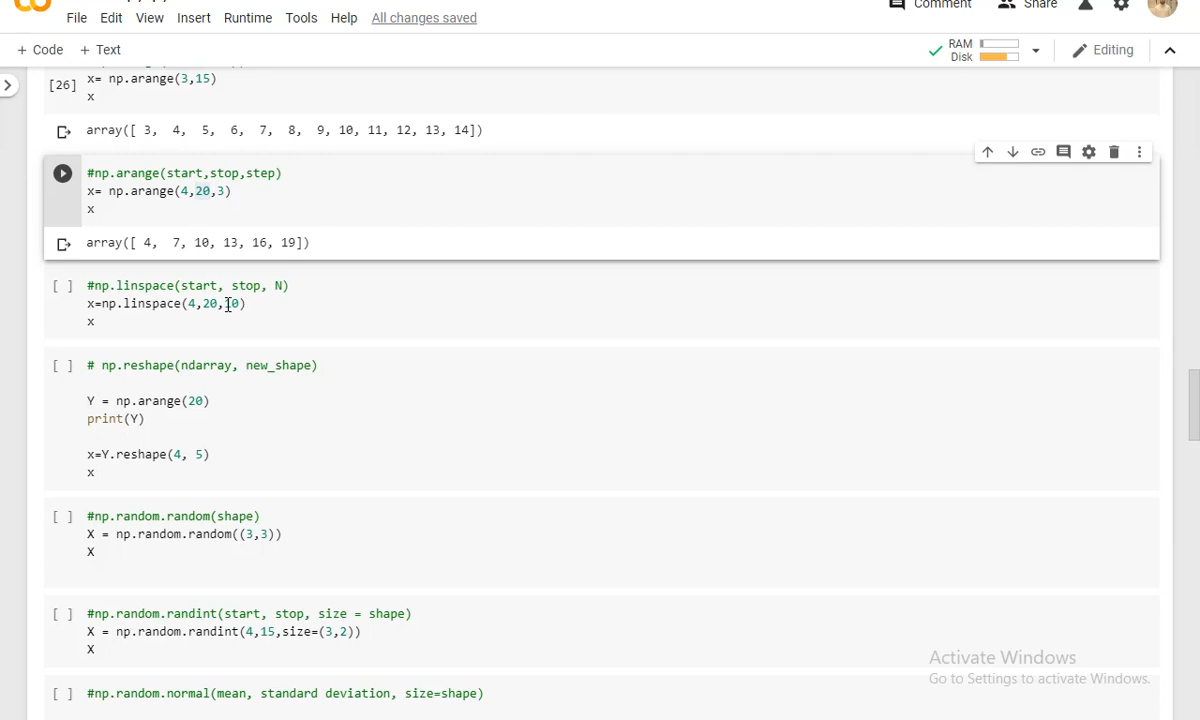 File Edit View Insert Runtime Tools Help All changes saved
Comment Share
+ Code + Text
RAM
Disk
Editing
[26] x= np.arange(3,15)
x
array([ 3, 4, 5, 6, 7, 8, 9, 10, 11, 12, 13, 14])
#np.arange(start,stop,step)
x= np.arange(4,20,3)
x
array([ 4, 7, 10, 13, 16, 19])
[ ] #np.linspace(start, stop, N)
x=np.linspace(4,20,10)
x
[ ] # np.reshape(ndarray, new_shape)
Y = np.arange(20)
print(Y)
x=Y.reshape(4, 5)
x
[ ] #np.random.random(shape)
X = np.random.random((3,3))
X
[ ] #np.random.randint(start, stop, size = shape)
X = np.random.randint(4,15,size=(3,2))
X
[ ] #np.random.normal(mean, standard deviation, size=shape)
Activate Windows
Go to Settings to activate Windows.